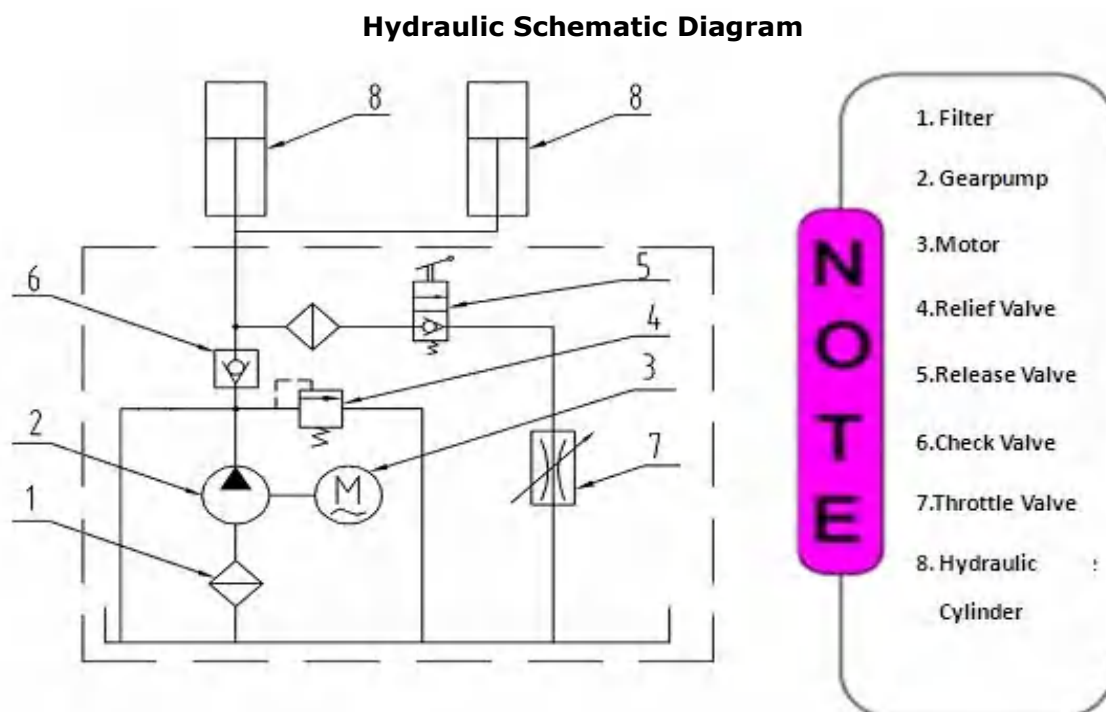 Hydraulic Schematic Diagram
8
8
6
5
4
3
2
7
1
M
NOTE
1. Filter
2. Gearpump
3.Motor
4.Relief Valve
5.Release Valve
6.Check Valve
7.Throttle Valve
8. Hydraulic :
Cylinder